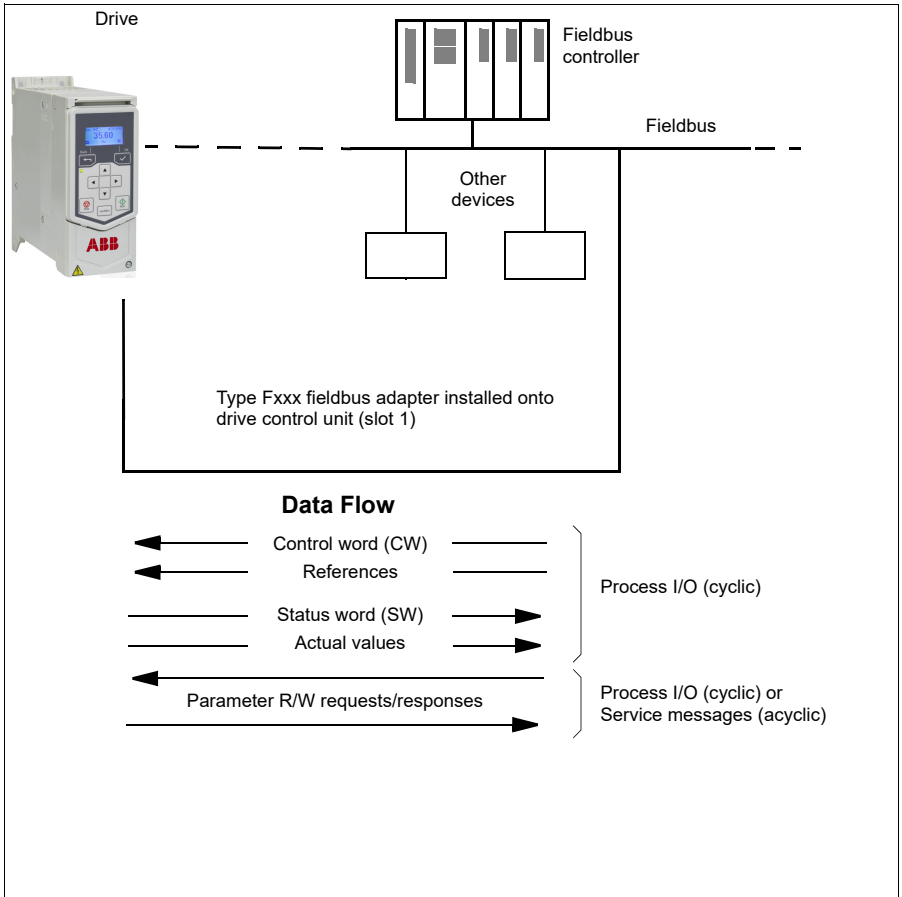 Drive
Fieldbus
controller
Fieldbus
35.60
Other
devices
ABB
Type Fxxx fieldbus adapter installed onto
drive control unit (slot 1)
Data Flow
Control word (CW)
References
Process I/O (cyclic)
Status word (SW)
Actual values
Parameter R/W requests/responses
Process I/O (cyclic) or
Service messages (acyclic)